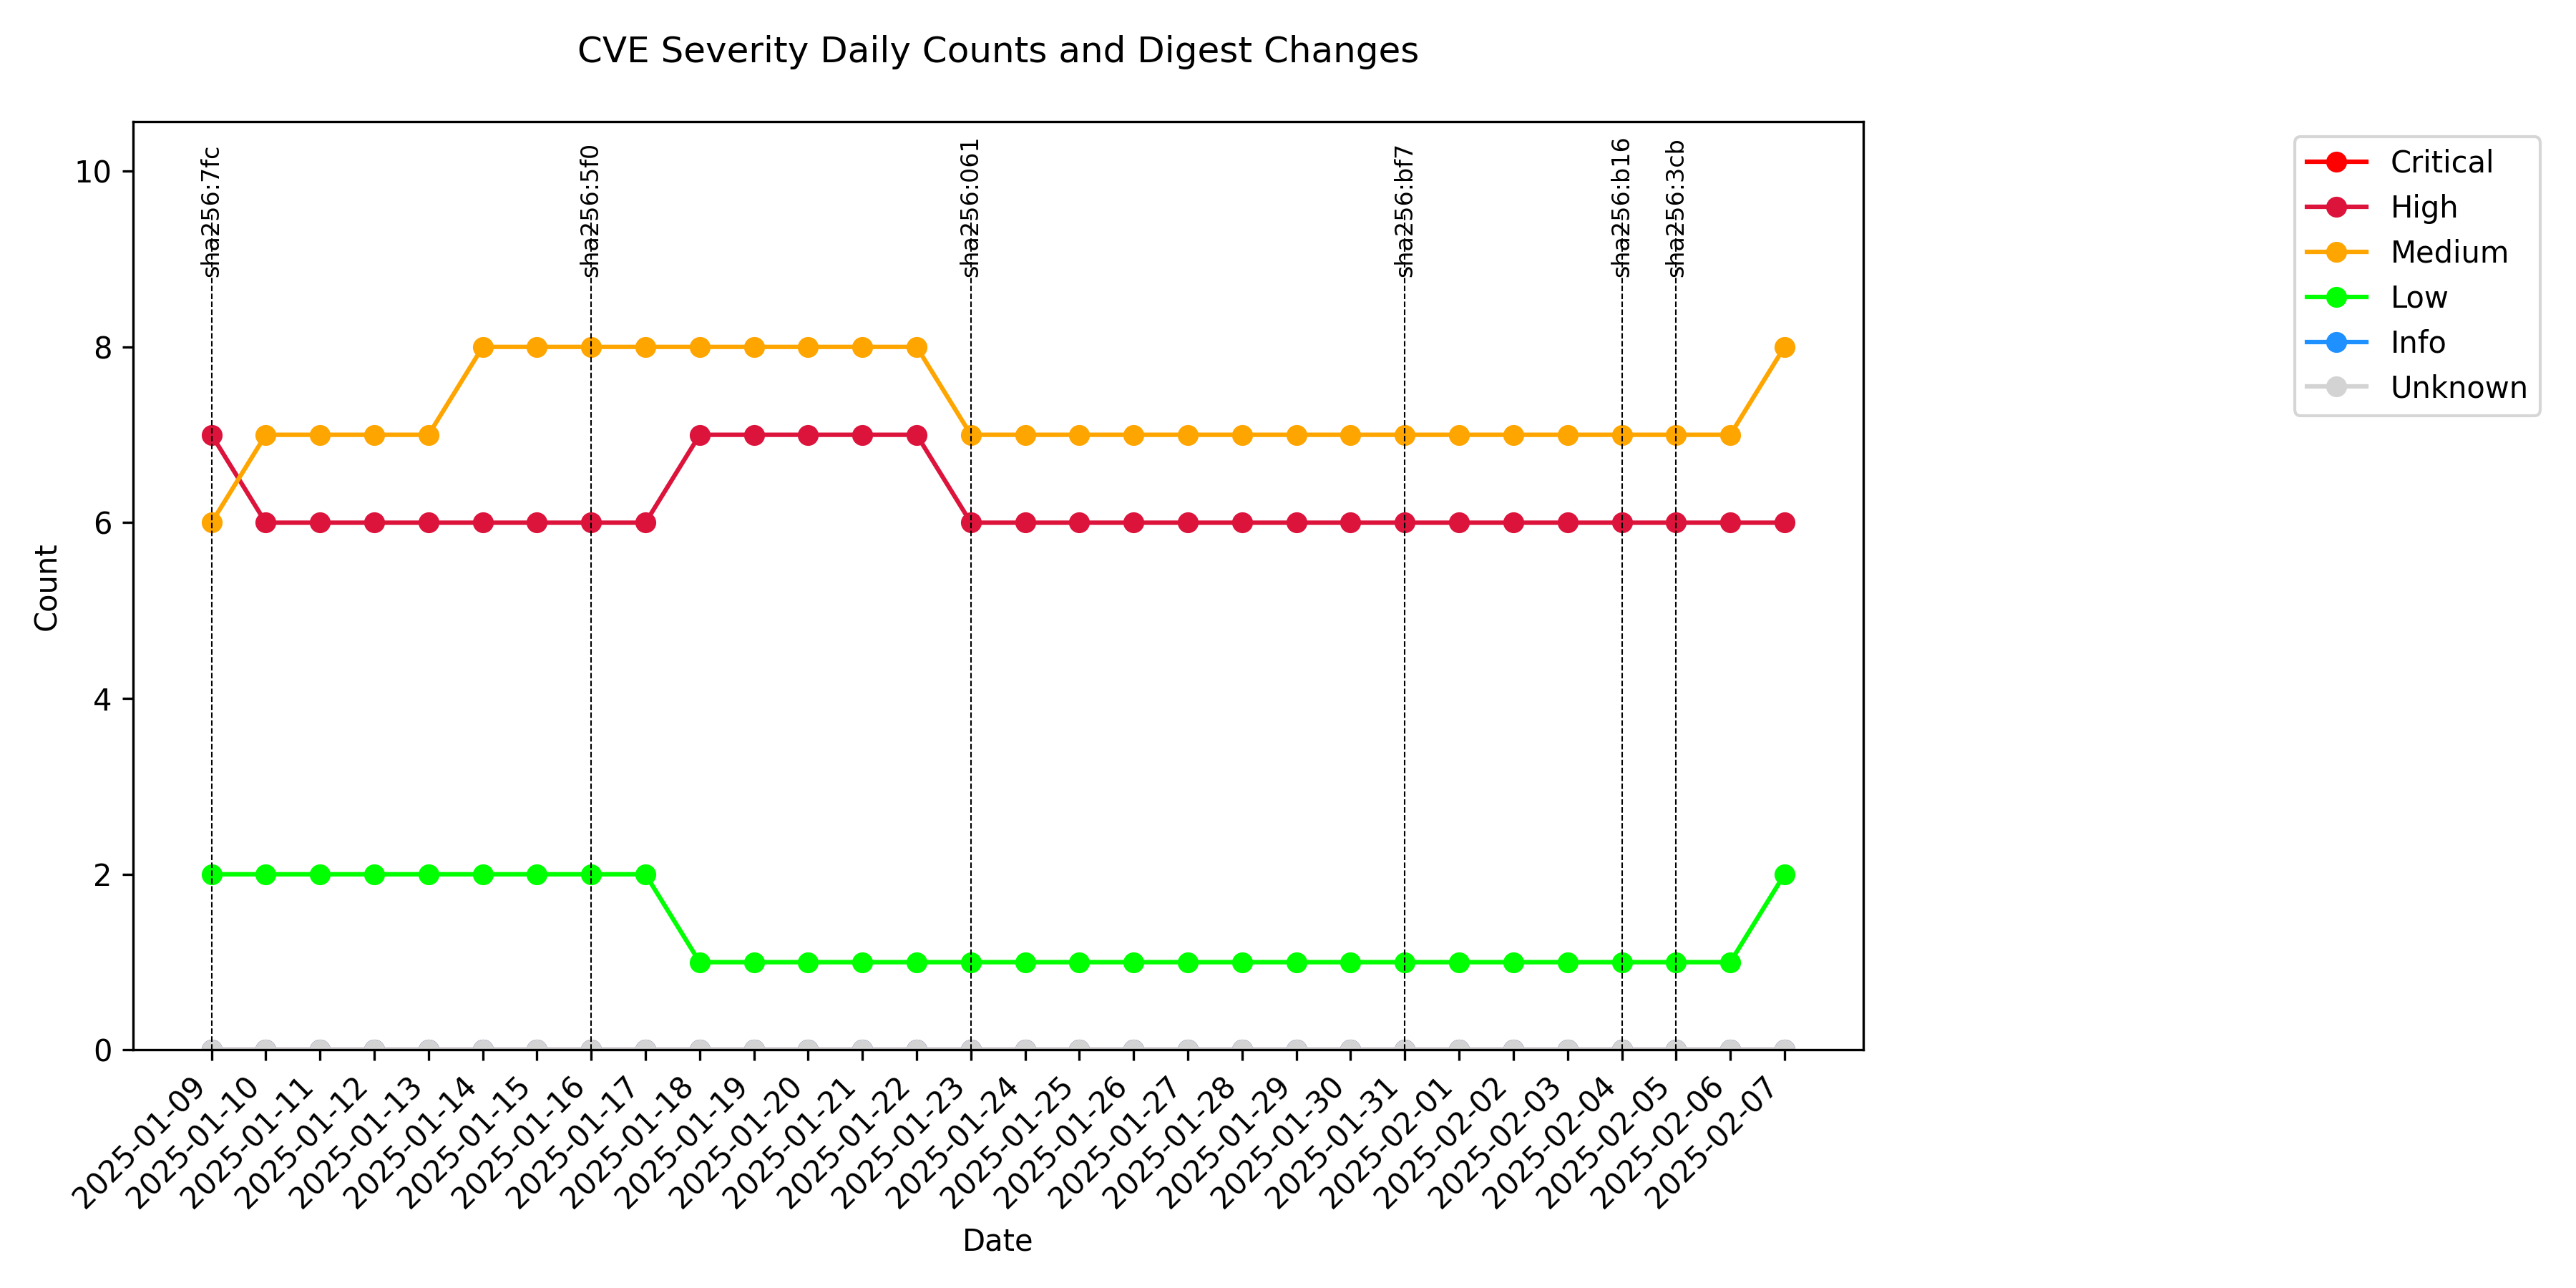 CVE Severity Daily Counts and Digest Changes
sha256:7fc
sha256:5f0
sha256:061
sha256:bf7
sha256:b16
sha256:3cb
Critical
High
Medium
Low
Info
Unknown
10
8
6
4
2
0
Count
2025-01-09
2025-01-10
2025-01-11
2025-01-12
2025-01-13
2025-01-14
2025-01-15
2025-01-16
2025-01-17
2025-01-18
2025-01-19
2025-01-20
2025-01-21
2025-01-22
2025-01-23
2025-01-24
2025-01-25
2025-01-26
2025-01-27
2025-01-28
2025-01-29
2025-01-30
2025-01-31
2025-02-01
2025-02-02
2025-02-03
2025-02-04
2025-02-05
2025-02-06
2025-02-07
Date